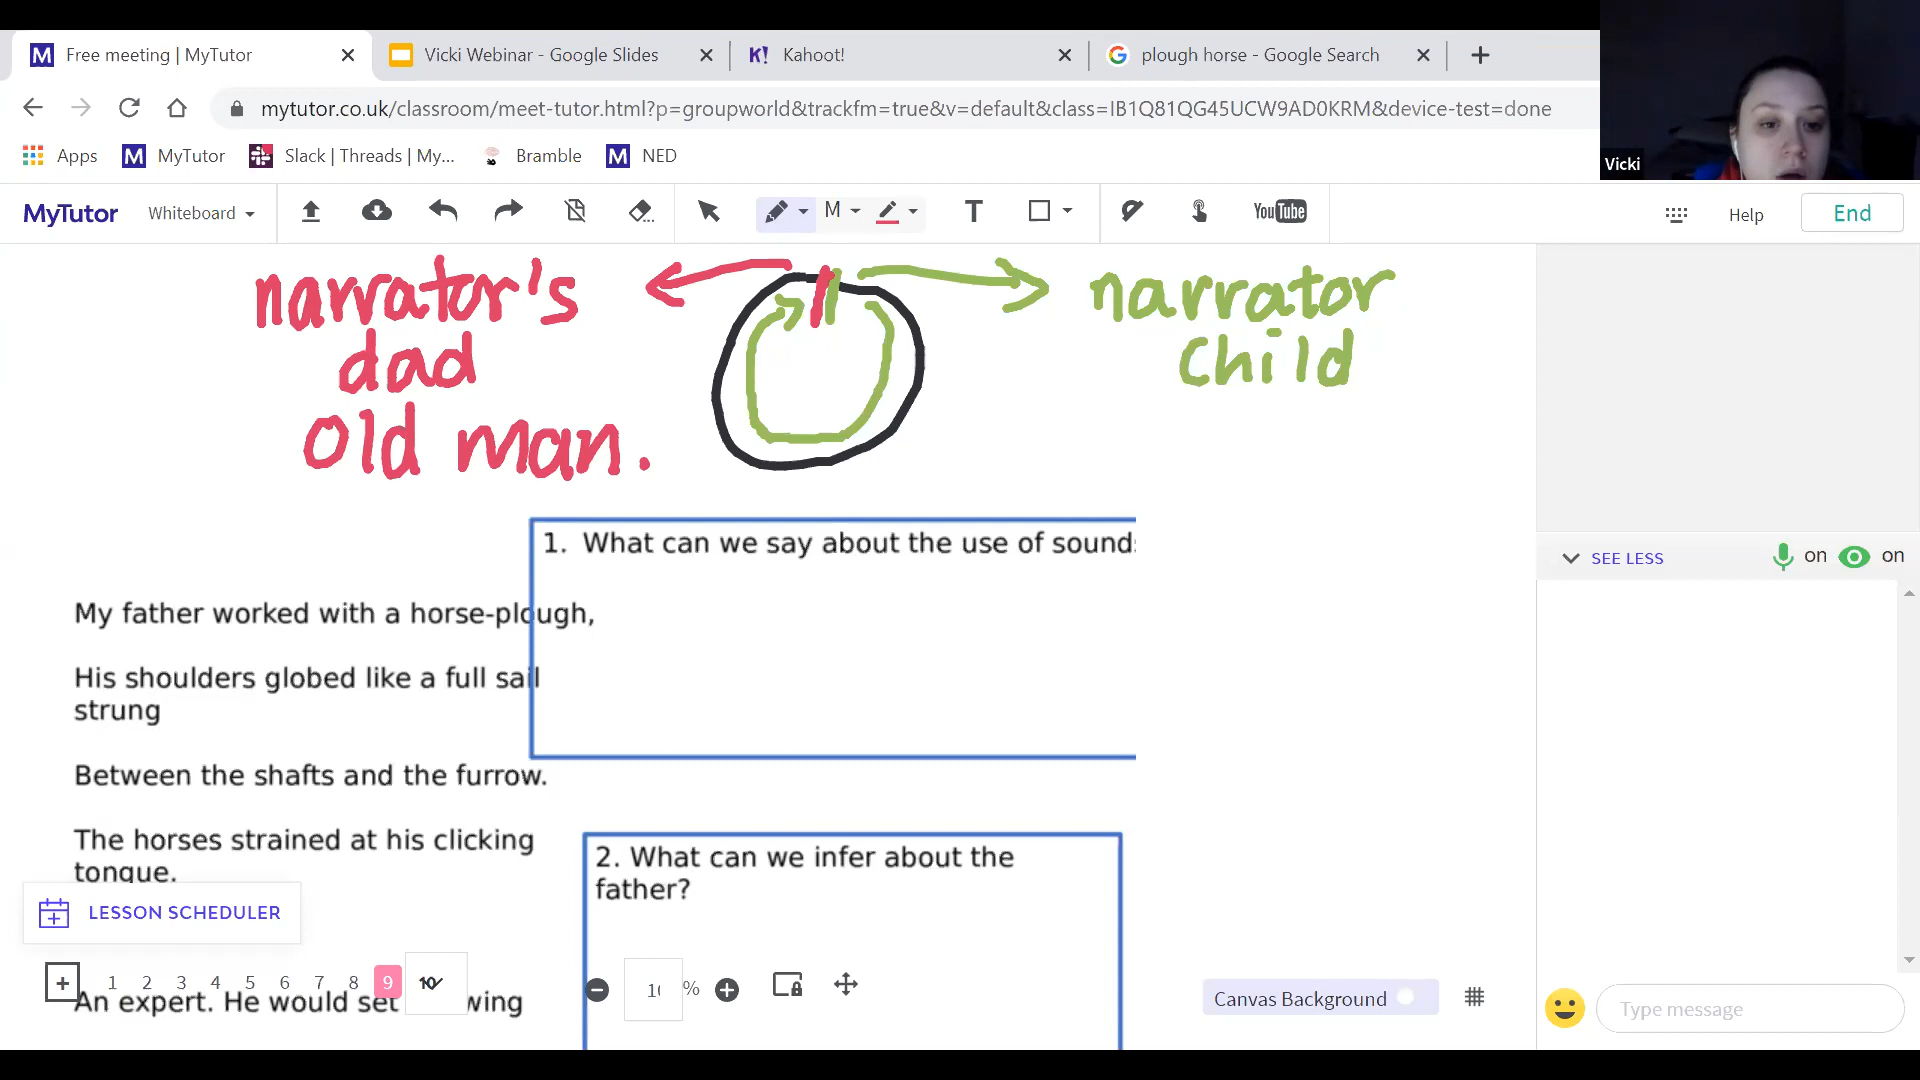 Free meeting | MyTutor
Vicki Webinar - Google Slides
K! Kahoot!
plough horse - Google Search
mytutor.co.uk/classroom/meet-tutor.html?p=groupworld&trackfm=true&v=default&class=IB1Q81QG45UCW9AD0KRM&device-test=done
Apps
M MyTutor
Slack | Threads | My...
Bramble
M NED
Vicki
MyTutor
Whiteboard
M
T
YouTube
Help
End
narrator's
dad
old man.
narrator
child
1. What can we say about the use of sound
My father worked with a horse-plough,
His shoulders globed like a full sail
strung
Between the shafts and the furrow.
The horses strained at his clicking
tongue.
2. What can we infer about the
father?
An expert. He would set wing
SEE LESS
on
on
LESSON SCHEDULER
1 2 3 4 5 6 7 8 9 10
%
Canvas Background
Type message